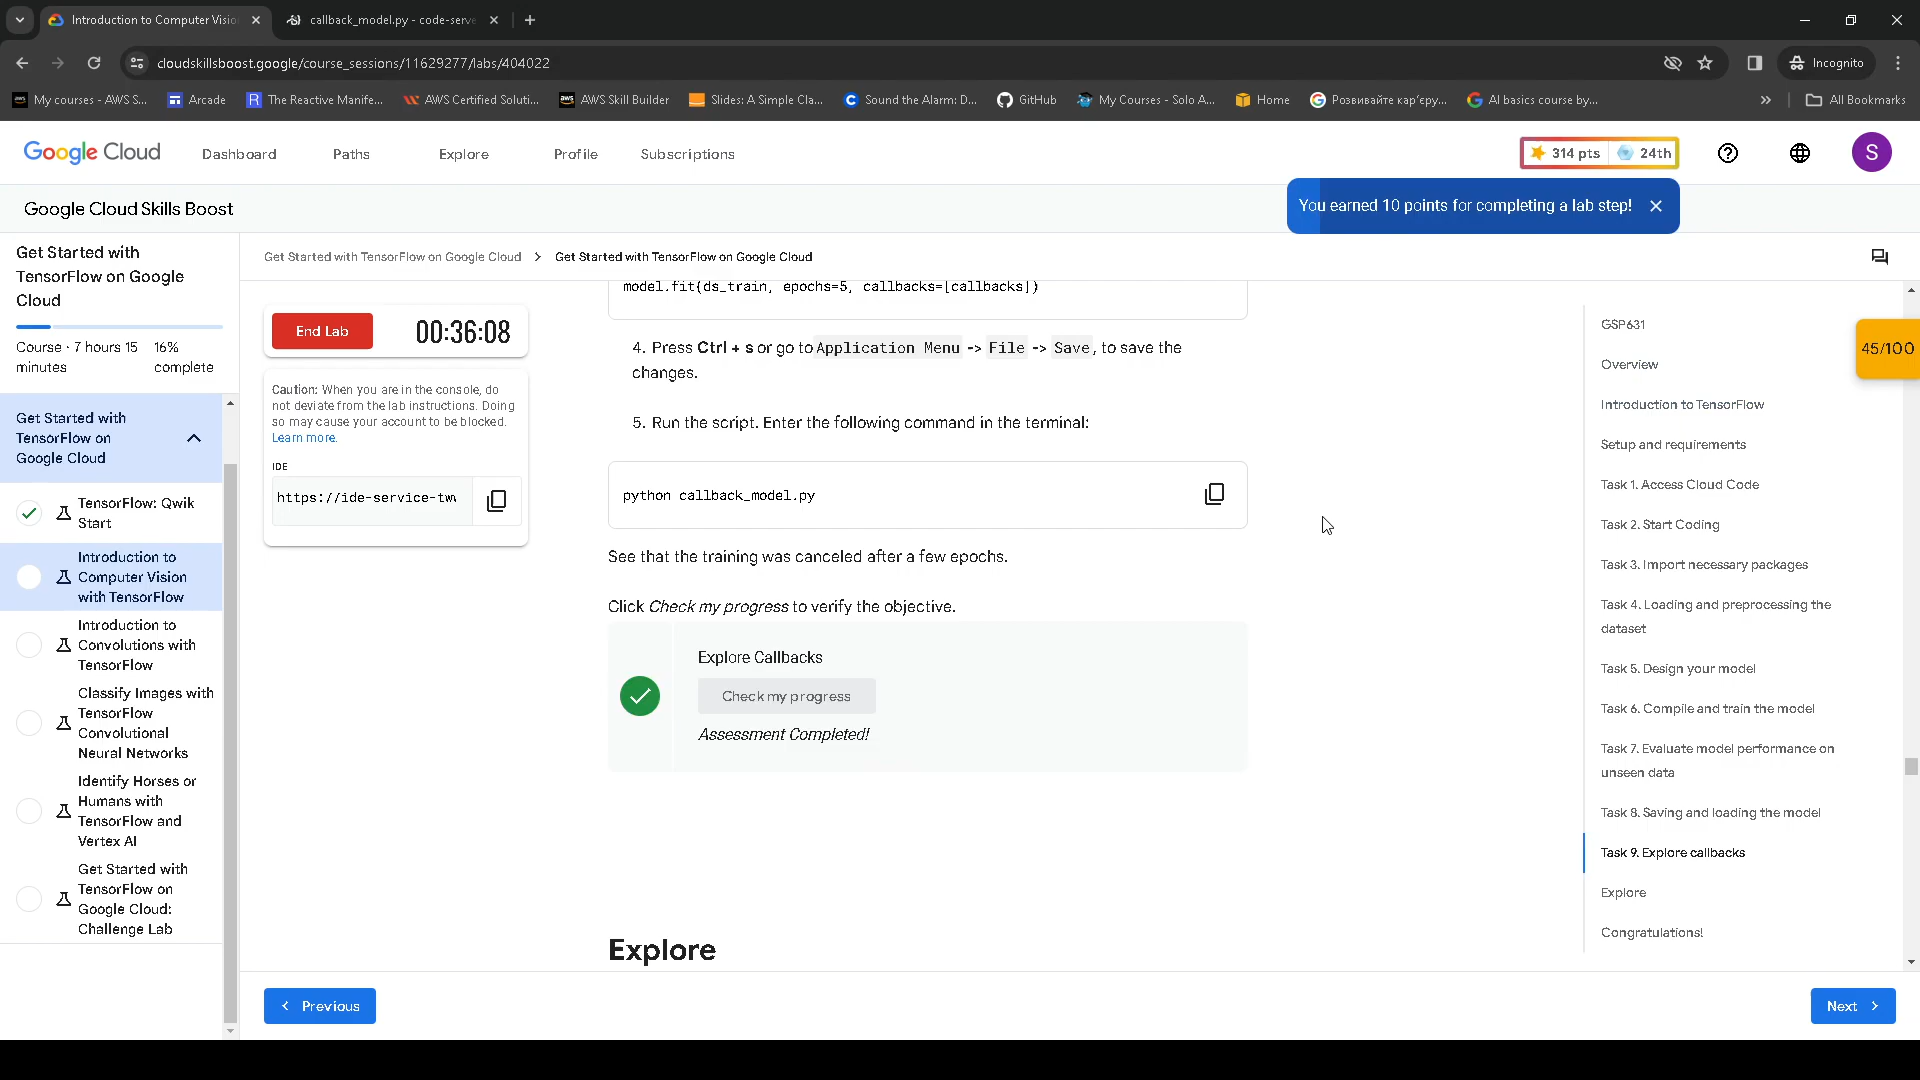 Introduction to Computer Visio
callback_model.py - code-serve
cloudskillsboost.google/course_sessions/11629277/labs/404022
Incognito
My courses - AWS S...
Arcade
The Reactive Manife...
AWS Certified Soluti...
AWS Skill Builder
Slides: A Simple Cla...
Sound the Alarm: D...
GitHub
My Courses - Solo A...
Home
Розвивайте кар'єру...
AI basics course by...
»
All Bookmarks
Google Cloud
Dashboard
Paths
Explore
Profile
Subscriptions
314 pts
24th
S
Google Cloud Skills Boost
You earned 10 points for completing a lab step!
Get Started with
TensorFlow on Google
Cloud
Course · 7 hours 15
minutes
16%
complete
Get Started with
TensorFlow on
Google Cloud
TensorFlow: Qwik
Start
Introduction to
Computer Vision
with TensorFlow
Introduction to
Convolutions with
TensorFlow
Classify Images with
TensorFlow
Convolutional
Neural Networks
Identify Horses or
Humans with
TensorFlow and
Vertex AI
Get Started with
TensorFlow on
Google Cloud:
Challenge Lab
Get Started with TensorFlow on Google Cloud > Get Started with TensorFlow on Google Cloud
End Lab
00:36:08
Caution: When you are in the console, do
not deviate from the lab instructions. Doing
so may cause your account to be blocked.
Learn more.
IDE
https://ide-service-tw
model.fit(ds_train, epochs=5, callbacks=[callbacks])
4. Press Ctrl + s or go to Application Menu -> File -> Save, to save the
changes.
5. Run the script. Enter the following command in the terminal:
python callback_model.py
See that the training was canceled after a few epochs.
Click Check my progress to verify the objective.
Explore Callbacks
Check my progress
Assessment Completed!
Explore
Previous
Next
GSP631
Overview
Introduction to TensorFlow
Setup and requirements
Task 1. Access Cloud Code
Task 2. Start Coding
Task 3. Import necessary packages
Task 4. Loading and preprocessing the
dataset
Task 5. Design your model
Task 6. Compile and train the model
Task 7. Evaluate model performance on
unseen data
Task 8. Saving and loading the model
Task 9. Explore callbacks
Explore
Congratulations!
45/100